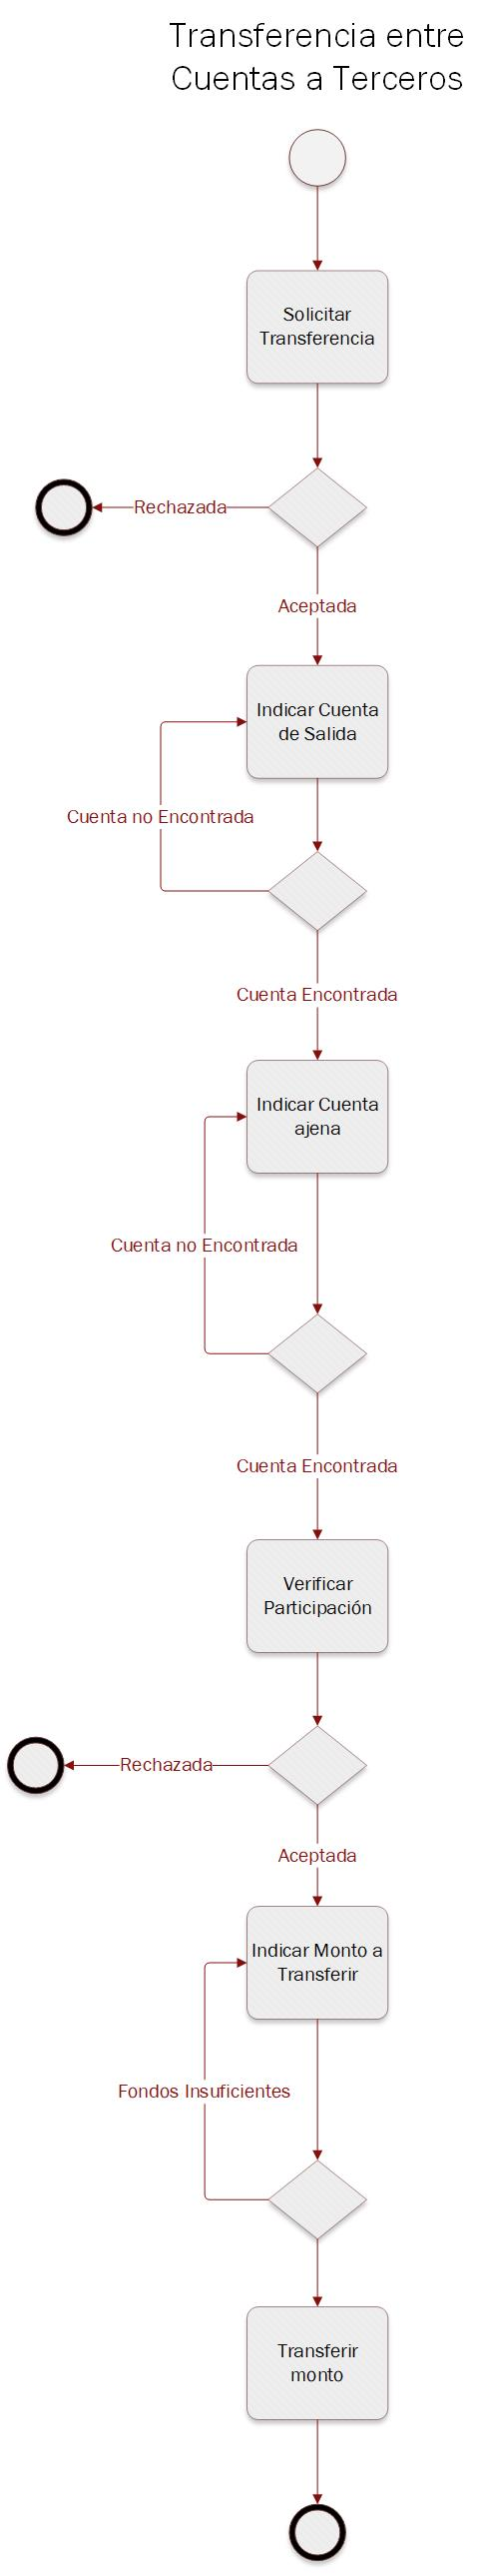 Transferencia entre
Cuentas a Terceros
Solicitar
Transferencia
Rechazada
Aceptada
Indicar Cuenta
de Salida
Cuenta no Encontrada
Cuenta Encontrada
Indicar Cuenta
ajena
Cuenta no Encontrada
Cuenta Encontrada
Verificar
Participación
Rechazada
Aceptada
Indicar Monto a
Transferir
Fondos Insuficientes
Transferir
monto